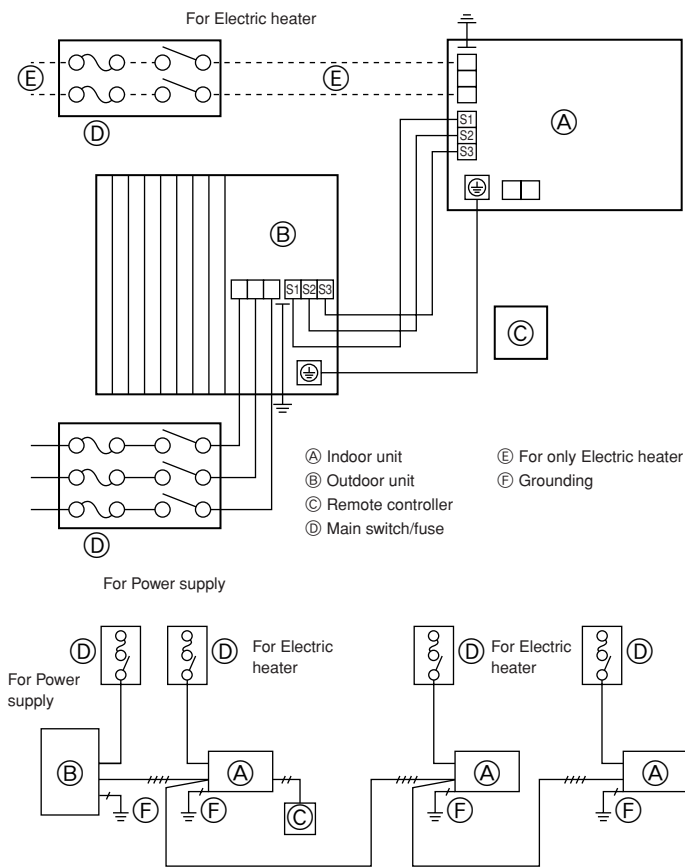 For Electric heater
Ⓔ Ⓔ
Ⓓ
S1
S2
S3
Ⓐ
Ⓑ
S1 S2 S3
Ⓒ
Ⓐ Indoor unit
Ⓑ Outdoor unit
Ⓒ Remote controller
Ⓓ Main switch/fuse
Ⓔ For only Electric heater
Ⓕ Grounding
Ⓓ
For Power supply
Ⓓ Ⓓ For Electric
heater
Ⓓ For Electric
heater
Ⓓ
For Power
supply
Ⓑ Ⓐ Ⓐ Ⓐ
Ⓕ Ⓕ Ⓒ Ⓕ Ⓕ